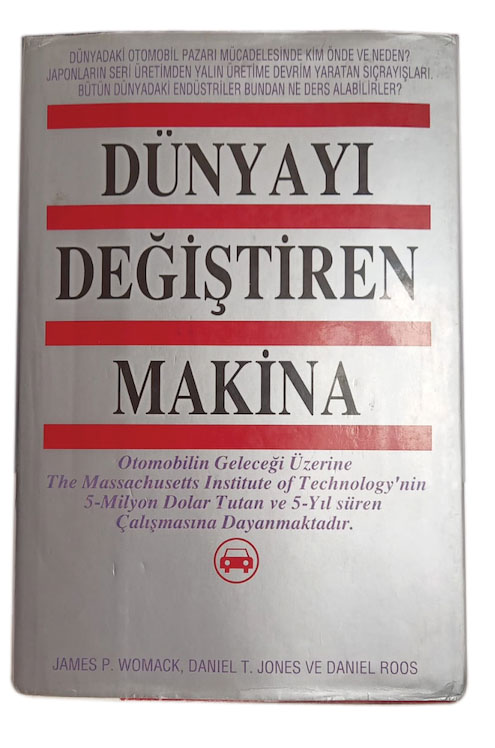 DÜNYADAKİ OTOMOBİL PAZARI MÜCADELESİNDE KİM ÖNDE VE NEDEN?
JAPONLARIN SERİ ÜRETİMDEN YALIN ÜRETİME DEVRİM YARATAN SIÇRAYIŞLARI.
BÜTÜN DÜNYADAKİ ENDÜSTRİLER BUNDAN NE DERS ALABİLİRLER?
DÜNYAYI
DEĞİŞTİREN
MAKİNA
Otomobilin Geleceği Üzerine
The Massachusetts Institute of Technology'nin
5-Milyon Dolar Tutan ve 5-Yıl süren
Çalışmasına Dayanmaktadır.
JAMES P. WOMACK, DANIEL T. JONES VE DANIEL ROOS